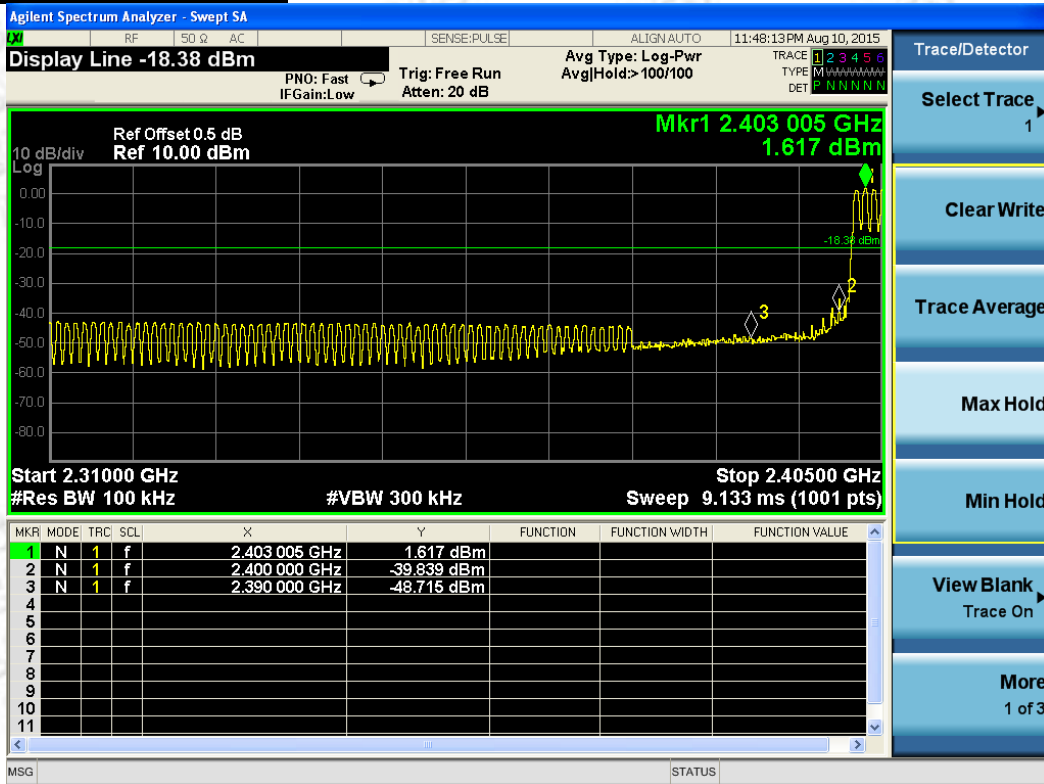 Agilent Spectrum Analyzer - Swept SA
LXI RF 50 Ω AC SENSE:PULSE ALIGN AUTO 11:48:13 PM Aug 10, 2015
Display Line -18.38 dBm
PNO: Fast
IFGain:Low
Trig: Free Run
Atten: 20 dB
Avg Type: Log-Pwr
Avg|Hold:> 100/100
TRACE 1 2 3 4 5 6
TYPE M WWWWW
DET P N N N N N
Trace/Detector
Select Trace
1
Clear Write
Trace Average
Max Hold
Min Hold
View Blank
Trace On
More
1 of 3
Mkr1 2.403 005 GHz
1.617 dBm
Ref Offset 0.5 dB
10 dB/div Ref 10.00 dBm
Log
0.00
-10.0
-20.0
-30.0
-40.0
-50.0
-60.0
-70.0
-80.0
1
-18.38 dBm
2
3
Start 2.31000 GHz Stop 2.40500 GHz
#Res BW 100 kHz #VBW 300 kHz Sweep 9.133 ms (1001 pts)
MKR MODE TRC SCL X Y FUNCTION FUNCTION WIDTH FUNCTION VALUE
1 N 1 f 2.403 005 GHz 1.617 dBm
2 N 1 f 2.400 000 GHz -39.839 dBm
3 N 1 f 2.390 000 GHz -48.715 dBm
4
5
6
7
8
9
10
11
MSG STATUS